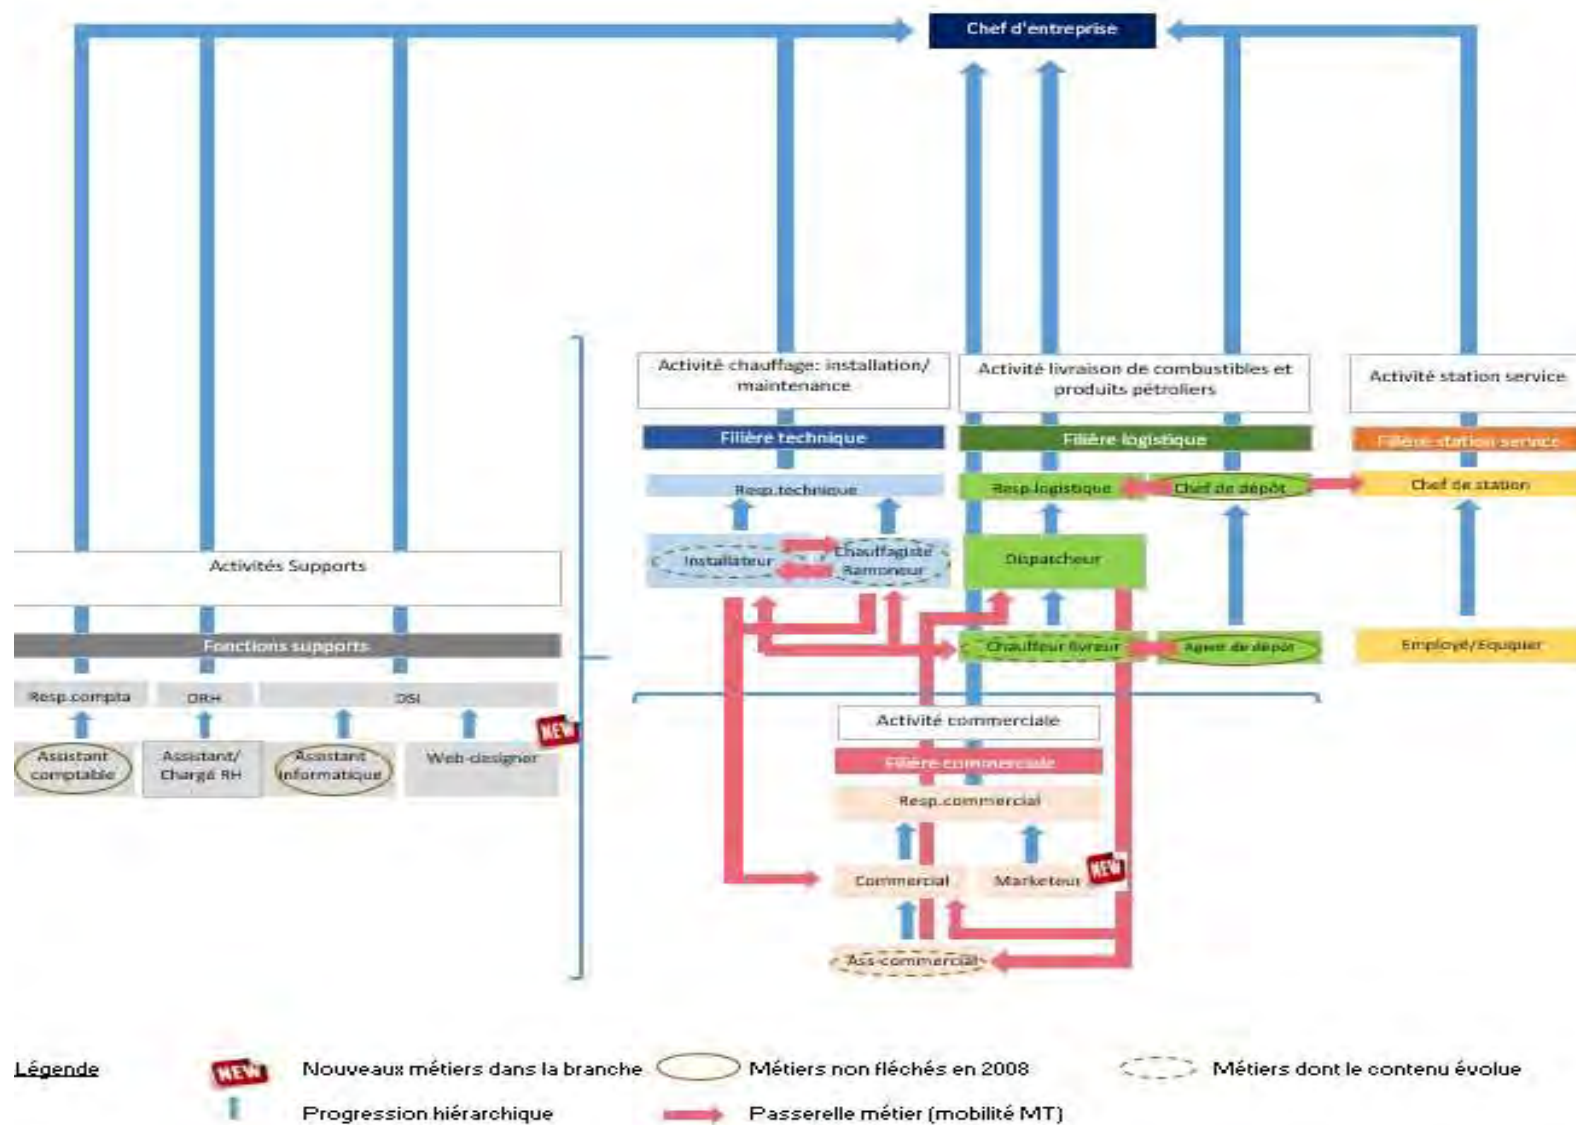 Chef d'entreprise
Activité chauffage: installation/
maintenance
Activité livraison de combustibles et
produits pétroliers
Activité station service
Filière technique
Filière logistique
Filière station service
Resp.technique
Resp.logistique
Chef de dépôt
Chef de station
Installateur
Chauffagiste
Ramoneur
Dispatcheur
Activités Supports
Fonctions supports
Chauffeur-livreur
Agent de dépôt
Employé/Equipier
Resp.compta
DRH
DSI
Assistant
comptable
Assistant/
Chargé RH
Assistant
informatique
Web-designer
NEW
Activité commerciale
Filière commerciale
Resp.commercial
Commercial
Marketeur
NEW
Ass-commercial
Légende
NEW
Nouveaux métiers dans la branche
Métiers non fléchés en 2008
Métiers dont le contenu évolue
Progression hiérarchique
Passerelle métier (mobilité MT)